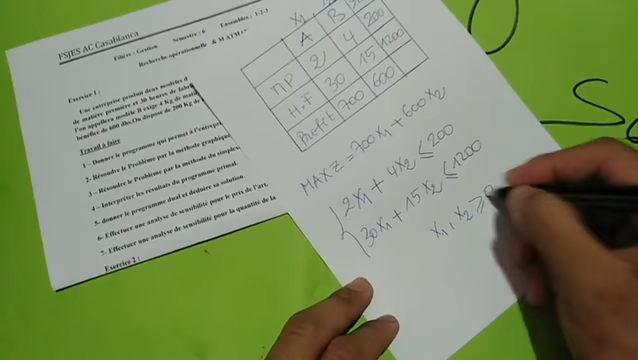 FSJES AC Casablanca
Filière : Gestion Semestre : 6 Ensembles : 1-2-3
Recherche opérationnelle
Exercice 1 :
Une entreprise produit deux modèles
de matière première et 30 heures de
l'on appellera modèle B exige 4 Kg de
bénéfice de 600 dhs. On dispose de 200 Kg de
Travail à faire
1- Donner le programme qui permet à l'entrepr
2- Résoudre le Problème par la méthode graphiqu
3 – Résoudre le Problème par la méthode du simplex
4 – Interpréter les résultats du programme primal.
5- donner le programme dual et déduire sa solution.
6- Effectuer une analyse de sensibilité pour le prix de l'art.
7- Effectuer une analyse de sensibilité pour la quantité de la
Exercice 2 :
X1
A B
MP 2 4 200
H.F 30 15 1200
Profit 700 600
MAX Z = 700X1 + 600X2
2X1 + 4X2 ≤ 200
30X1 + 15X2 ≤ 1200
X1, X2 ≥ 0